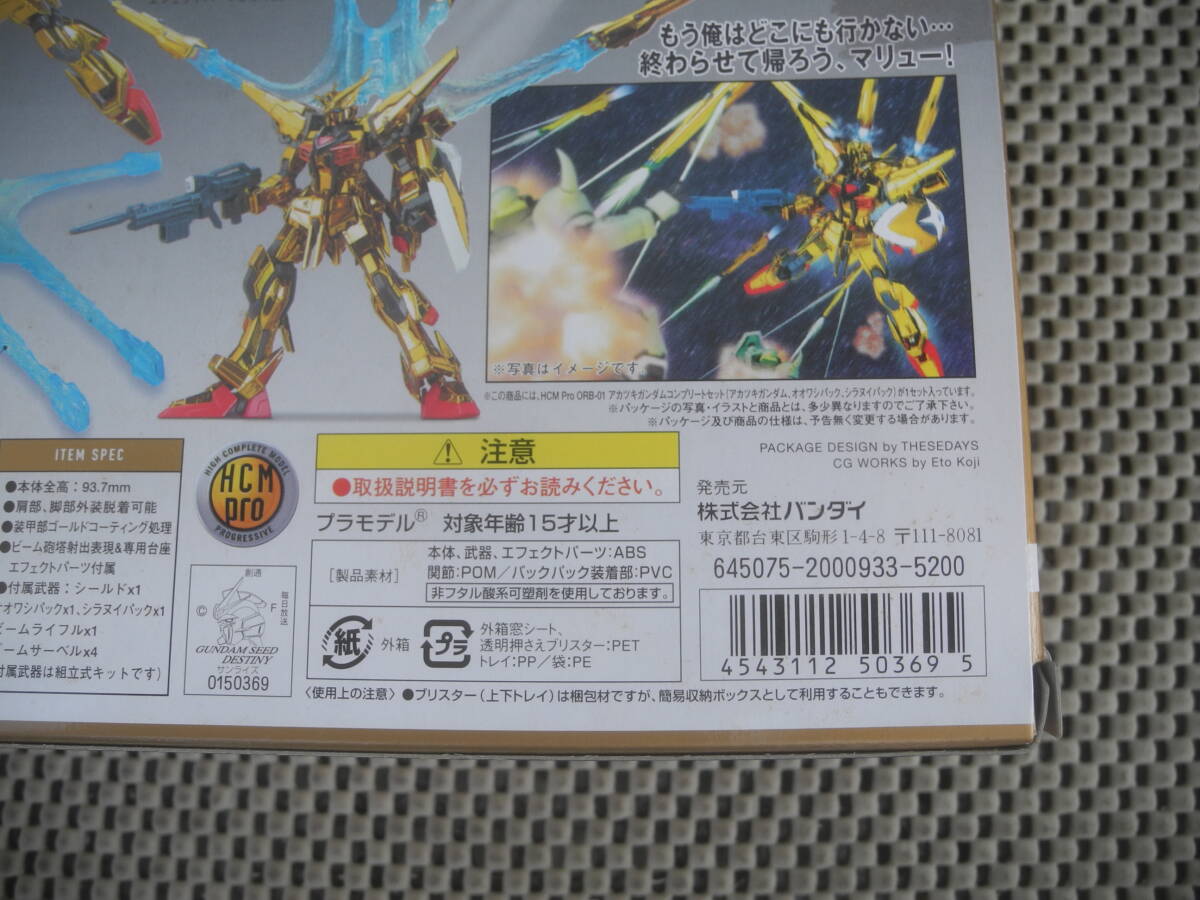 もう俺はどこにも行かない…
終わらせて帰ろう、マリュー！
※写真はイメージです
※この商品には、HCM Pro ORB-01 アカツキガンダムコンプリートセット［アカツキガンダム、オオワシパック、シラヌイパック］が1セット入っています。
※パッケージの写真・イラストと商品とは、多少異なりますのでご了承下さい。
※パッケージ及び商品の仕様は、予告無く変更する場合があります。
PACKAGE DESIGN by THESEDAYS
CG WORKS by Eto Koji
ITEM SPEC
●本体全高：93.7mm
●肩部、脚部外装脱着可能
●装甲部ゴールドコーティング処理
●ビーム砲塔射出表現&専用台座
エフェクトパーツ付属
●付属武器：シールドx1
オオワシパックx1、シラヌイパックx1
ビームライフルx1
ビームサーベルx4
付属武器は組立式キットです)
HIGH COMPLETE MODEL
HCM
pro
PROGRESSIVE
創通
© F
毎日放送
GUNDAM SEED
DESTINY
サンライズ
0150369
注意
●取扱説明書を必ずお読みください。
プラモデル® 対象年齢15才以上
［製品素材］
本体、武器、エフェクトパーツ：ABS
関節：POM／バックパック装着部：PVC
非フタル酸系可塑剤を使用しております。
紙 外箱
プラ
外箱窓シート、
透明押さえブリスター：PET
トレイ：PP／袋：PE
〈使用上の注意〉 ●ブリスター（上下トレイ）は梱包材ですが、簡易収納ボックスとして利用することもできます。
発売元
株式会社バンダイ
東京都台東区駒形1-4-8 〒111-8081
645075-2000933-5200
4543112 50369 5